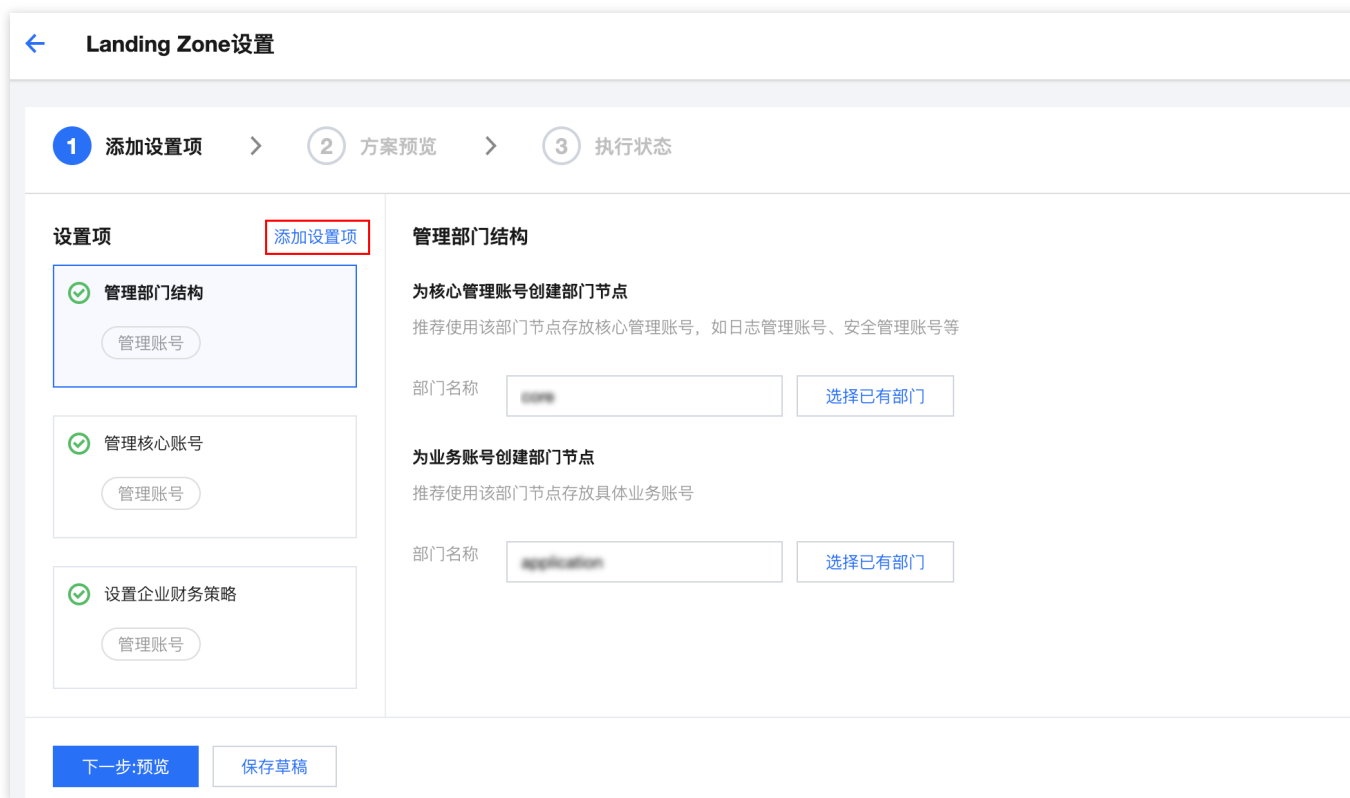 Landing Zone设置
1 添加设置项 2 方案预览 3 执行状态
设置项 添加设置项
管理部门结构
管理账号
管理核心账号
管理账号
设置企业财务策略
管理账号
管理部门结构
为核心管理账号创建部门节点
推荐使用该部门节点存放核心管理账号，如日志管理账号、安全管理账号等
部门名称 core 选择已有部门
为业务账号创建部门节点
推荐使用该部门节点存放具体业务账号
部门名称 application 选择已有部门
下一步:预览 保存草稿